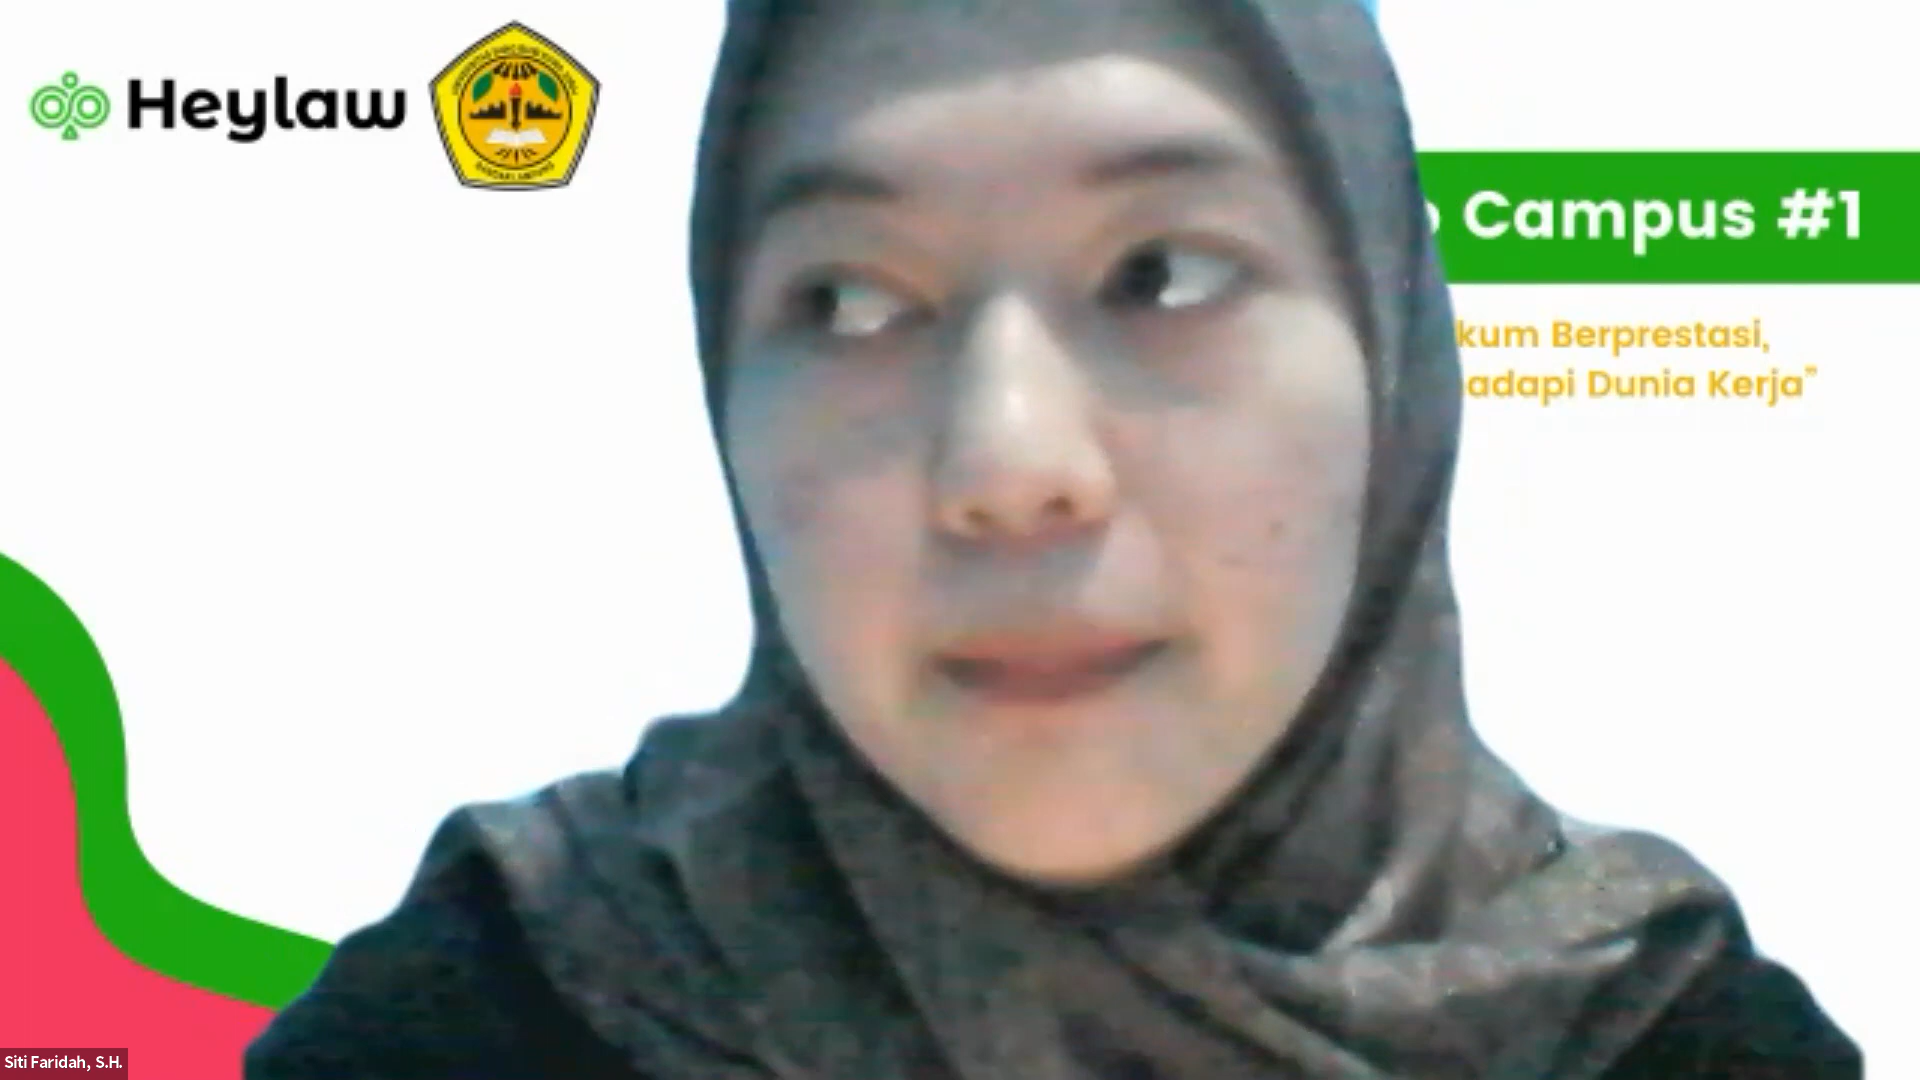 Heylaw
Campus #1
kum Berprestasi,
adapi Dunia Kerja”
Siti Faridah, S.H.